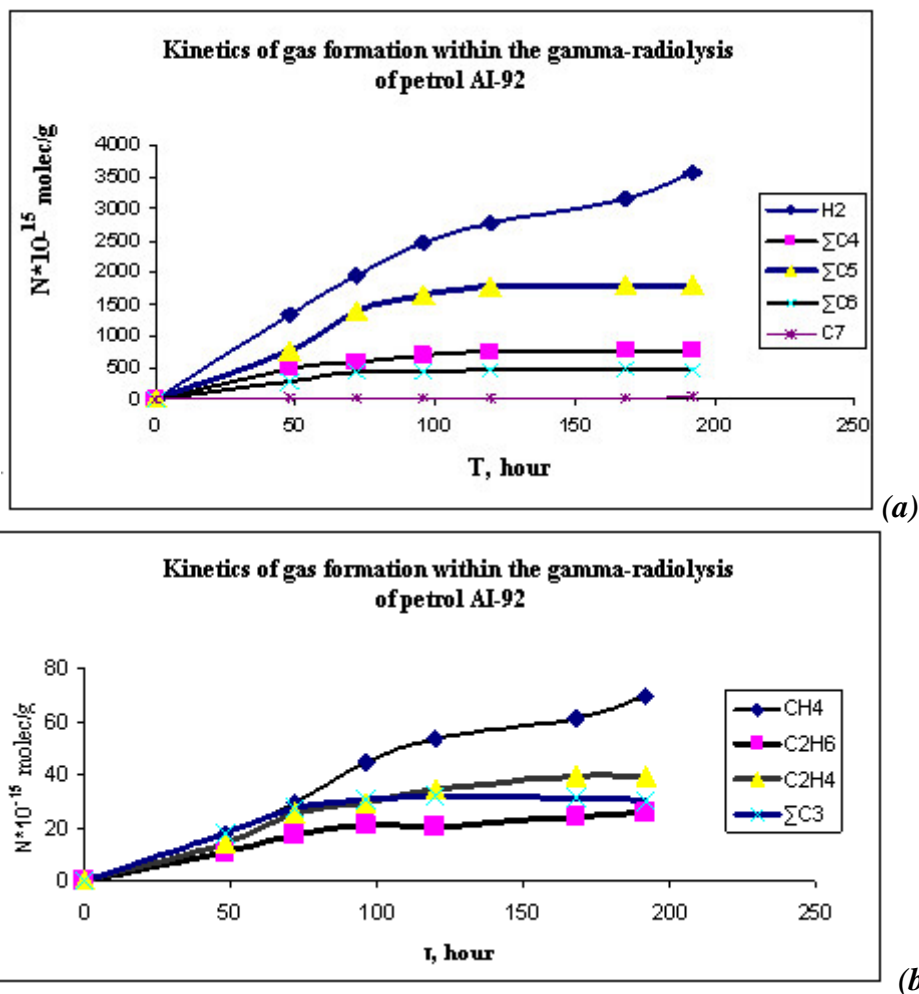 Kinetics of gas formation within the gamma-radiolysis
of petrol AI-92
N*10-15 molec/g
4000
3500
3000
2500
2000
1500
1000
500
0
0 50 100 150 200 250
T, hour
H2
∑C4
∑C5
∑C6
C7
(a)
Kinetics of gas formation within the gamma-radiolysis
of petrol AI-92
N*10-15 molec/g
80
60
40
20
0
0 50 100 150 200 250
τ, hour
CH4
C2H6
C2H4
∑C3
(b